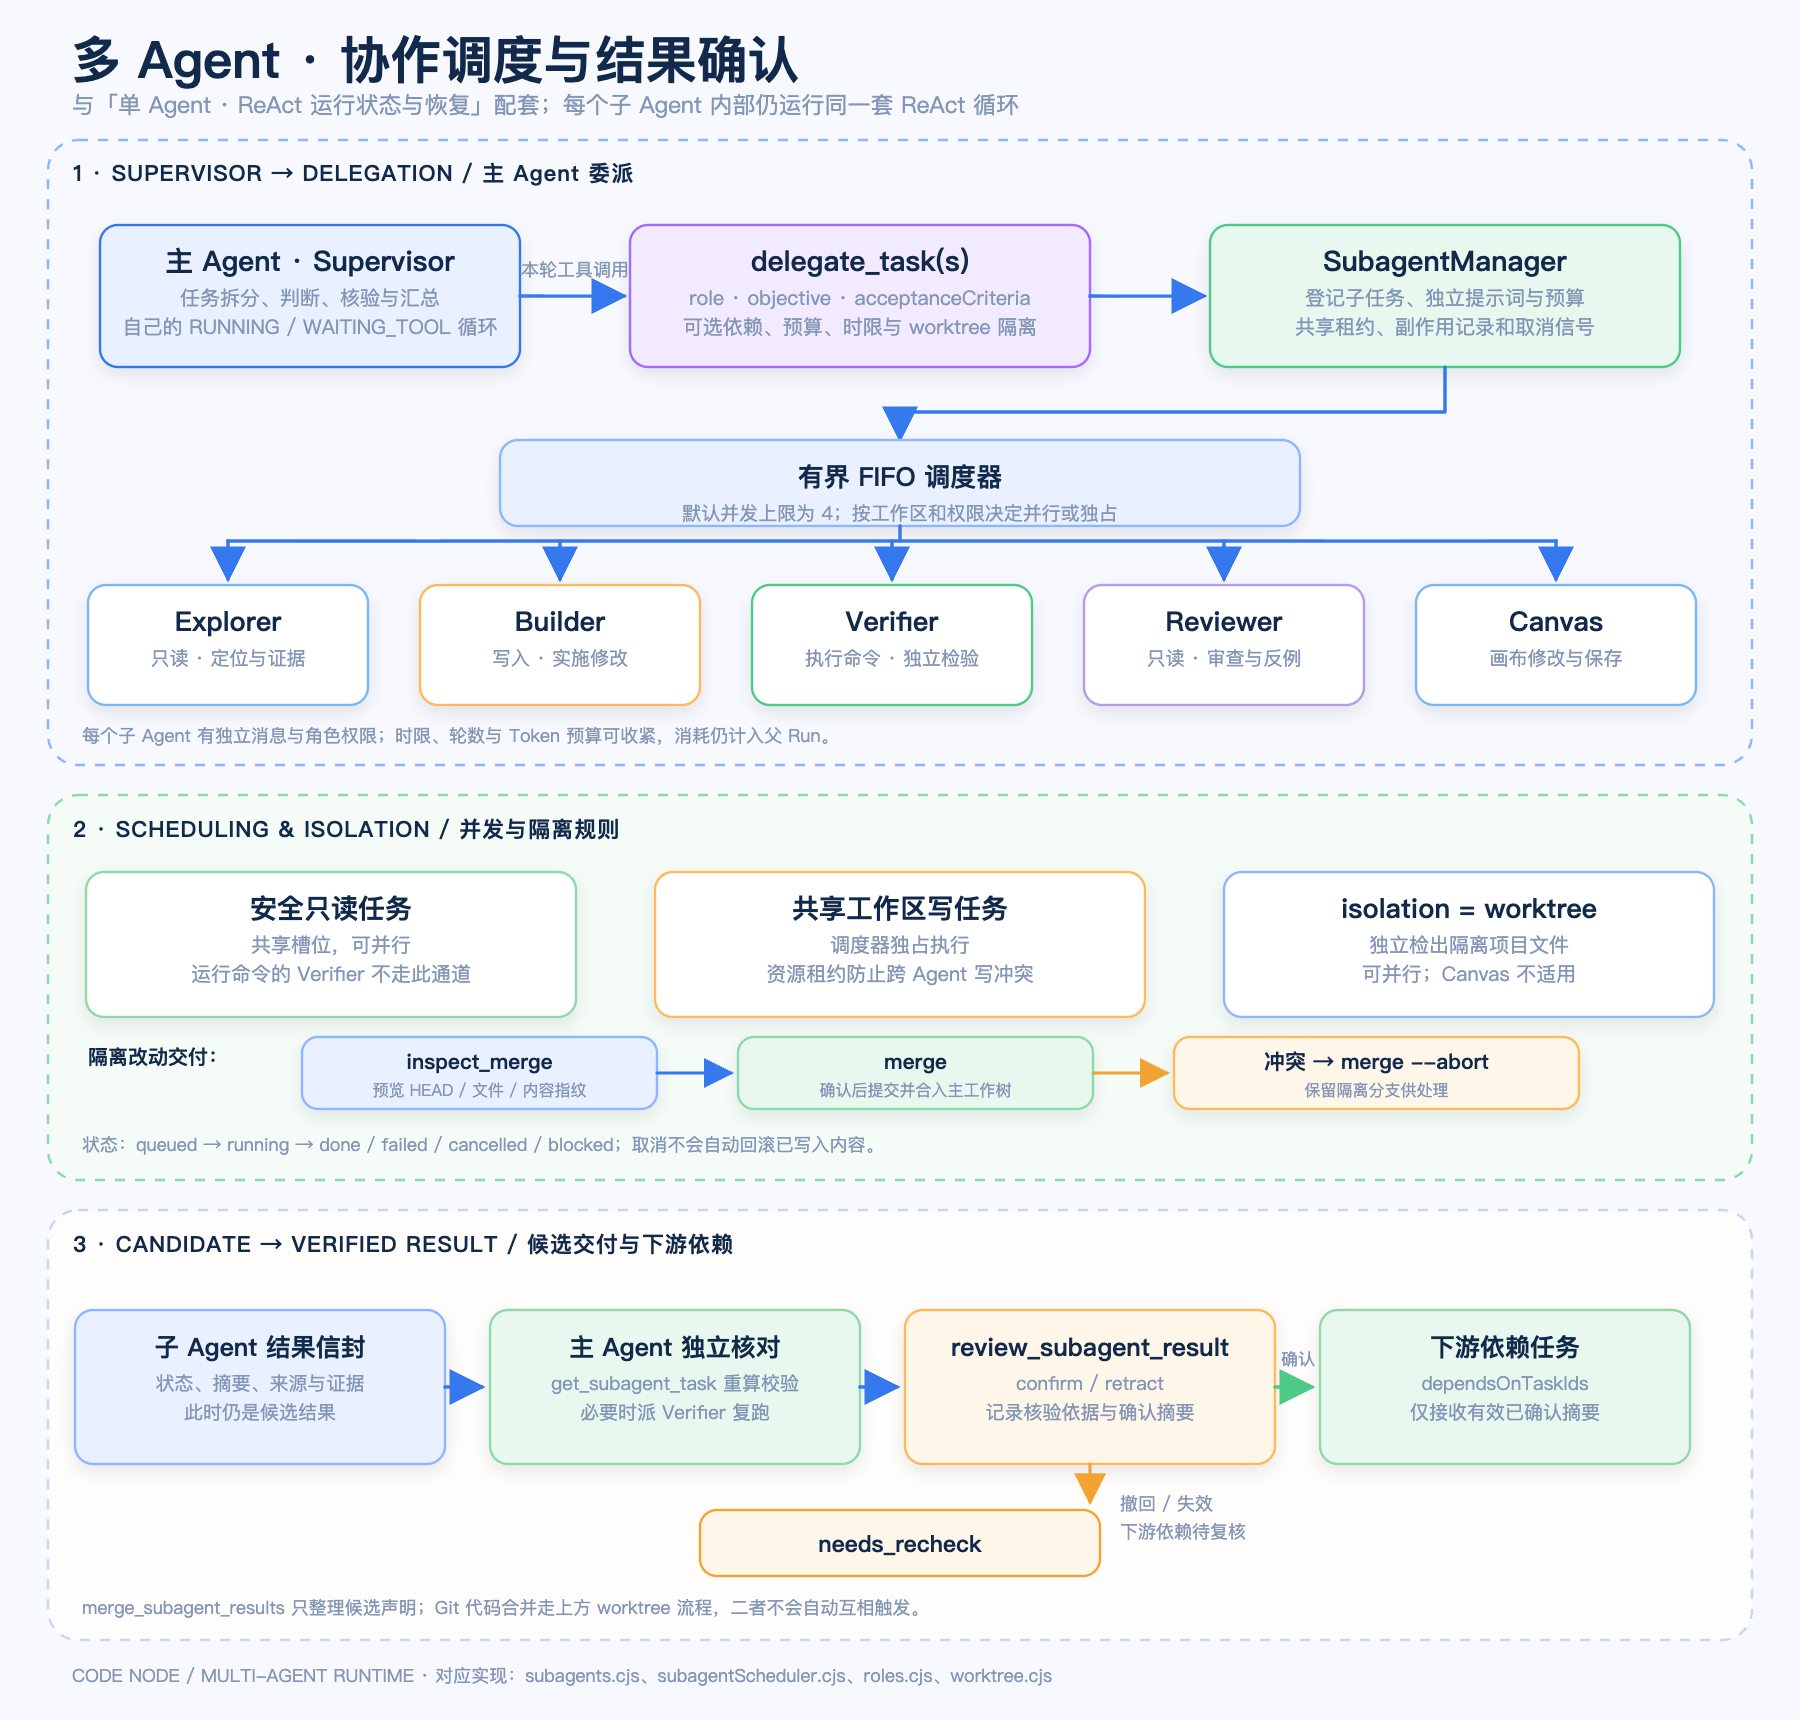 多 Agent · 协作调度与结果确认
与「单 Agent · ReAct 运行状态与恢复」配套；每个子 Agent 内部仍运行同一套 ReAct 循环
1 · SUPERVISOR → DELEGATION / 主 Agent 委派
主 Agent · Supervisor
任务拆分、判断、核验与汇总
自己的 RUNNING / WAITING_TOOL 循环
本轮工具调用
delegate_task(s)
role · objective · acceptanceCriteria
可选依赖、预算、时限与 worktree 隔离
SubagentManager
登记子任务、独立提示词与预算
共享租约、副作用记录和取消信号
有界 FIFO 调度器
默认并发上限为 4；按工作区和权限决定并行或独占
Explorer
只读 · 定位与证据
Builder
写入 · 实施修改
Verifier
执行命令 · 独立检验
Reviewer
只读 · 审查与反例
Canvas
画布修改与保存
每个子 Agent 有独立消息与角色权限；时限、轮数与 Token 预算可收紧，消耗仍计入父 Run。
2 · SCHEDULING & ISOLATION / 并发与隔离规则
安全只读任务
共享槽位，可并行
运行命令的 Verifier 不走此通道
共享工作区写任务
调度器独占执行
资源租约防止跨 Agent 写冲突
isolation = worktree
独立检出隔离项目文件
可并行；Canvas 不适用
隔离改动交付：
inspect_merge
预览 HEAD / 文件 / 内容指纹
merge
确认后提交并合入主工作树
冲突 → merge --abort
保留隔离分支供处理
状态：queued → running → done / failed / cancelled / blocked；取消不会自动回滚已写入内容。
3 · CANDIDATE → VERIFIED RESULT / 候选交付与下游依赖
子 Agent 结果信封
状态、摘要、来源与证据
此时仍是候选结果
主 Agent 独立核对
get_subagent_task 重算校验
必要时派 Verifier 复跑
review_subagent_result
confirm / retract
记录核验依据与确认摘要
确认
下游依赖任务
dependsOnTaskIds
仅接收有效已确认摘要
撤回 / 失效
下游依赖待复核
needs_recheck
merge_subagent_results 只整理候选声明；Git 代码合并走上方 worktree 流程，二者不会自动互相触发。
CODE NODE / MULTI-AGENT RUNTIME · 对应实现：subagents.cjs、subagentScheduler.cjs、roles.cjs、worktree.cjs